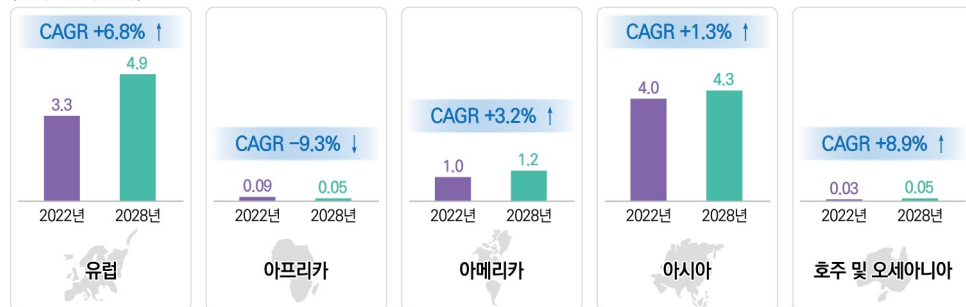 CAGR +6.8% ↑
4.9
3.3
2022년 2028년
유럽
CAGR -9.3% ↓
0.09 0.05
2022년 2028년
아프리카
CAGR +3.2% ↑
1.0 1.2
2022년 2028년
아메리카
CAGR +1.3% ↑
4.0 4.3
2022년 2028년
아시아
CAGR +8.9% ↑
0.03 0.05
2022년 2028년
호주 및 오세아니아